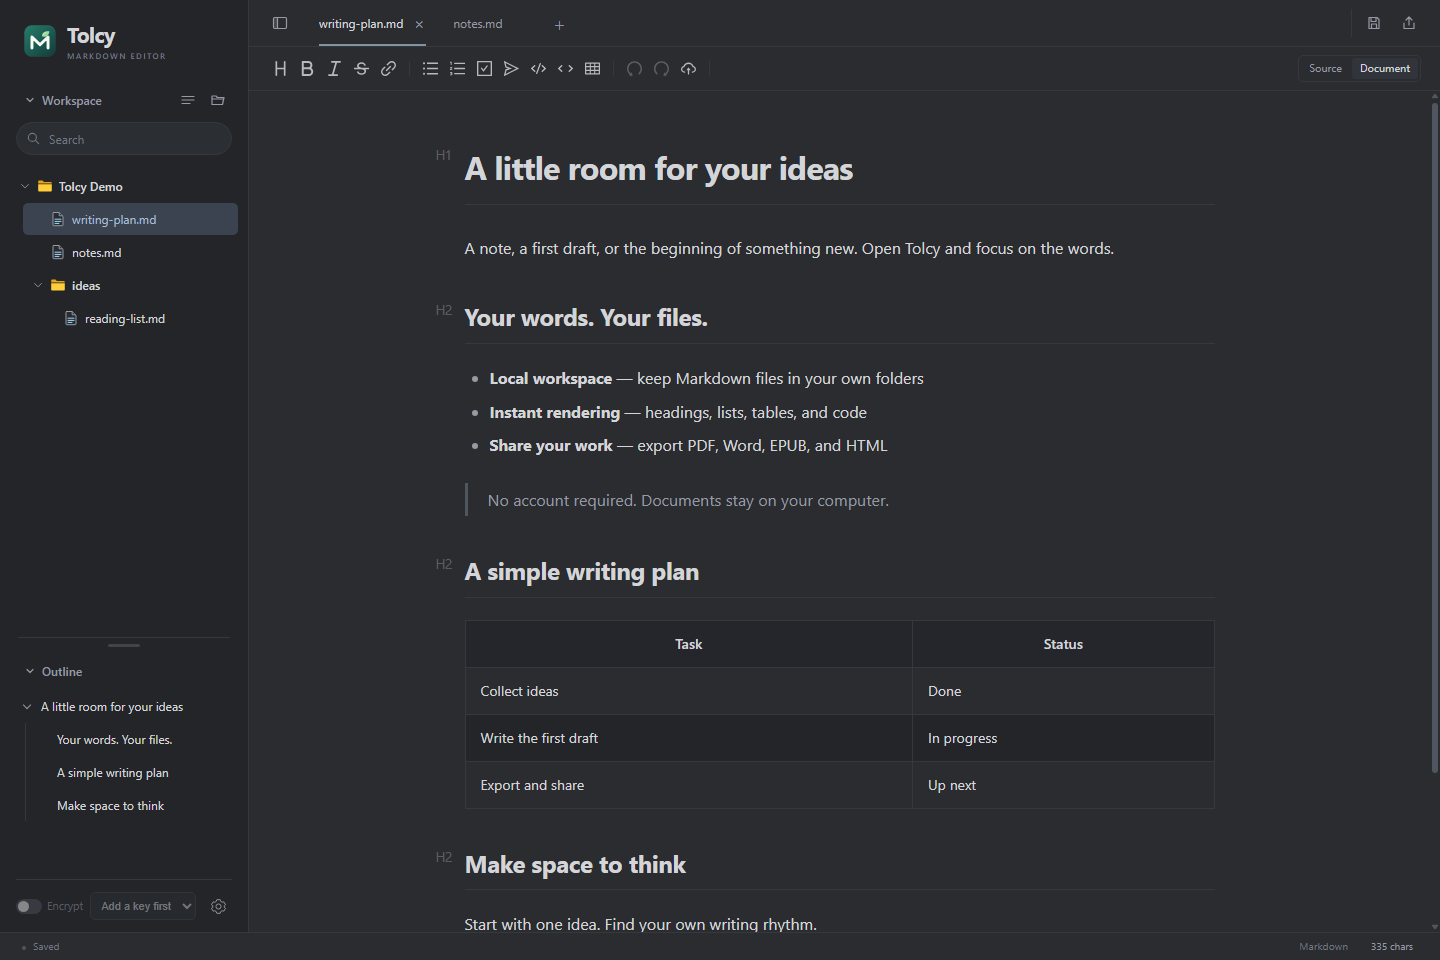 Tolcy
MARKDOWN EDITOR
Workspace
Search
Tolcy Demo
writing-plan.md
notes.md
ideas
reading-list.md
Outline
A little room for your ideas
Your words. Your files.
A simple writing plan
Make space to think
Encrypt
Add a key first
Saved
writing-plan.md
notes.md
Source
Document
H1
A little room for your ideas
A note, a first draft, or the beginning of something new. Open Tolcy and focus on the words.
H2
Your words. Your files.
Local workspace — keep Markdown files in your own folders
Instant rendering — headings, lists, tables, and code
Share your work — export PDF, Word, EPUB, and HTML
No account required. Documents stay on your computer.
H2
A simple writing plan
Task Status
Collect ideas Done
Write the first draft In progress
Export and share Up next
H2
Make space to think
Start with one idea. Find your own writing rhythm.
Markdown
335 chars